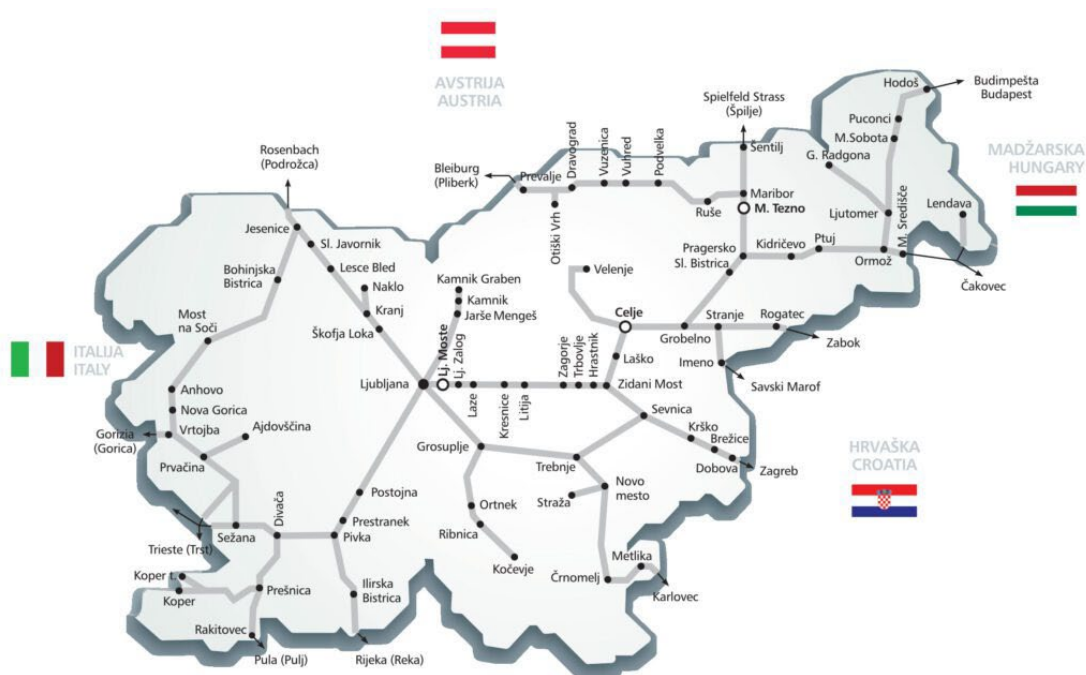 AVSTRIJA
AUSTRIA
Spielfeld Strass
(Špilje)
Hodoš
Budimpešta
Budapest
Puconci
M.Sobota
G. Radgona
MADŽARSKA
HUNGARY
Rosenbach
(Podrožca)
Bleiburg
(Pliberk)
Prevalje
Dravograd
Vuzenica
Vuhred
Podvelka
Šentilj
Maribor
M. Tezno
Ruše
Otiški Vrh
Ljutomer
M. Središče
Lendava
Jesenice
Sl. Javornik
Lesce Bled
Bohinjska
Bistrica
Naklo
Kranj
Škofja Loka
Kamnik Graben
Kamnik
Jarše Mengeš
Velenje
Pragersko
Sl. Bistrica
Kidričevo
Ptuj
Ormož
Čakovec
Most
na Soči
Celje
Grobelno
Stranje
Rogatec
Zabok
Imeno
Savski Marof
ITALIJA
ITALY
Ljubljana
Lj. Moste
Lj. Zalog
Laze
Kresnice
Litija
Zagorje
Trbovlje
Hrastnik
Laško
Zidani Most
Anhovo
Nova Gorica
Vrtojba
Gorizia
(Gorica)
Ajdovščina
Prvačina
Sevnica
Krško
Brežice
Dobova
Zagreb
HRVAŠKA
CROATIA
Grosuplje
Trebnje
Novo
mesto
Straža
Ortnek
Ribnica
Kočevje
Postojna
Prestranek
Pivka
Divača
Sežana
Trieste (Trst)
Koper t.
Koper
Prešnica
Rakitovec
Pula (Pulj)
Ilirska
Bistrica
Rijeka (Reka)
Črnomelj
Metlika
Karlovec